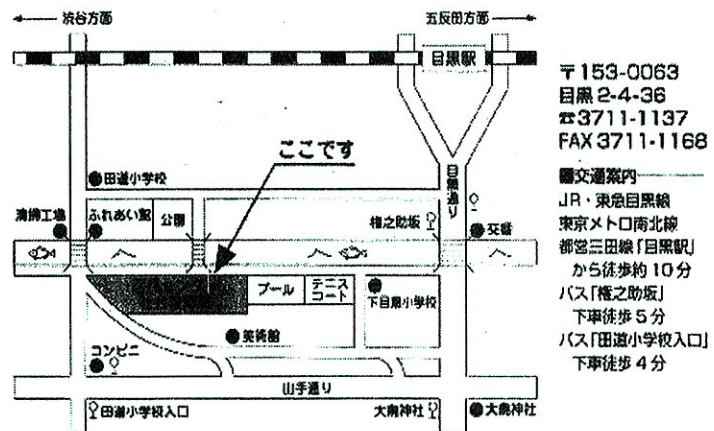 渋谷方面
五反田方面
目黒駅
ここです
田道小学校
目黒通り
清掃工場
ふれあい館
公園
権之助坂
交番
プール
テニス
コート
下目黒小学校
美術館
コンビニ
山手通り
田道小学校入口
大鳥神社
大鳥神社
〒153-0063
目黒2-4-36
☎3711-1137
FAX 3711-1168
■交通案内
JR・東急目黒線
東京メトロ南北線
都営三田線「目黒駅」
から徒歩約10分
バス「権之助坂」
下車徒歩5分
バス「田道小学校入口」
下車徒歩4分